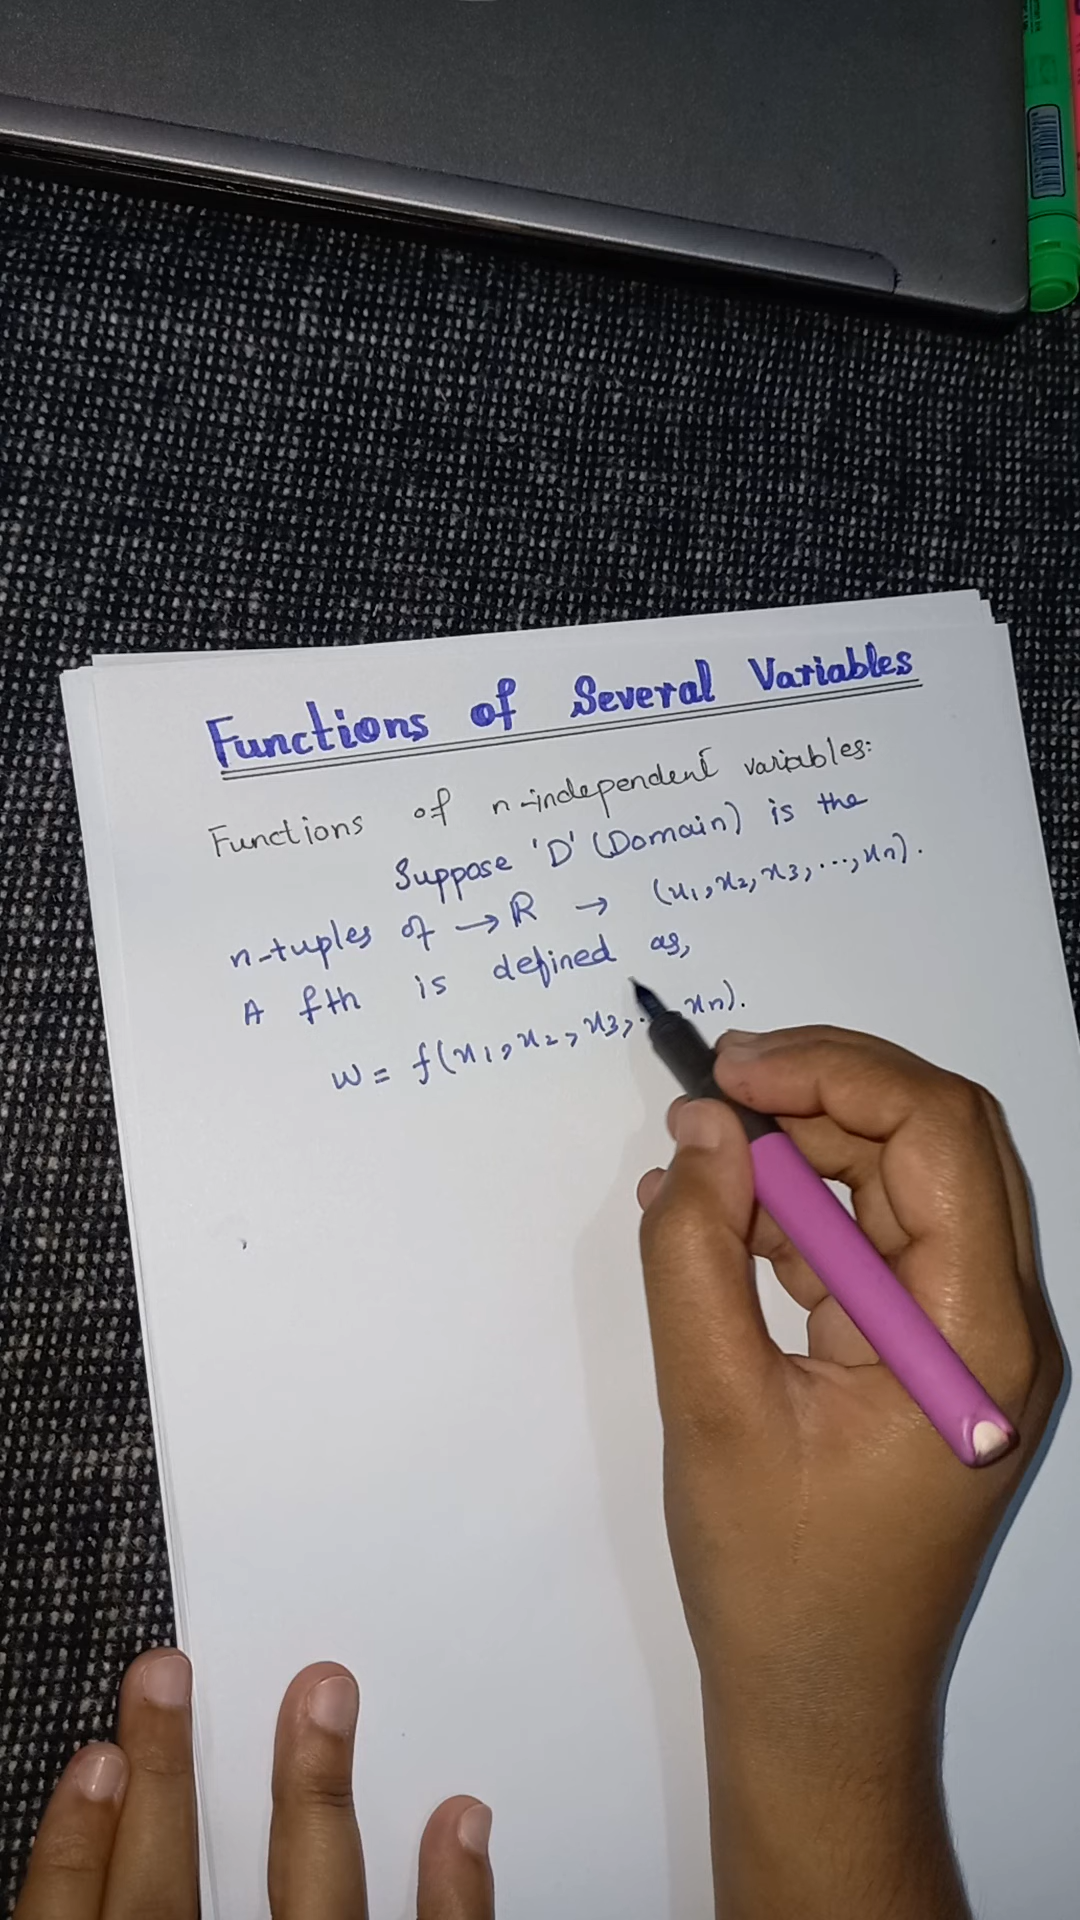 Functions of Several Variables
Functions of n-independent variables:
Suppose 'D' (Domain) is the
n-tuples of → ℝ → (x₁, x₂, x₃, ..., xₙ).
A fth is defined as,
w = f(x₁, x₂, x₃, . xₙ).